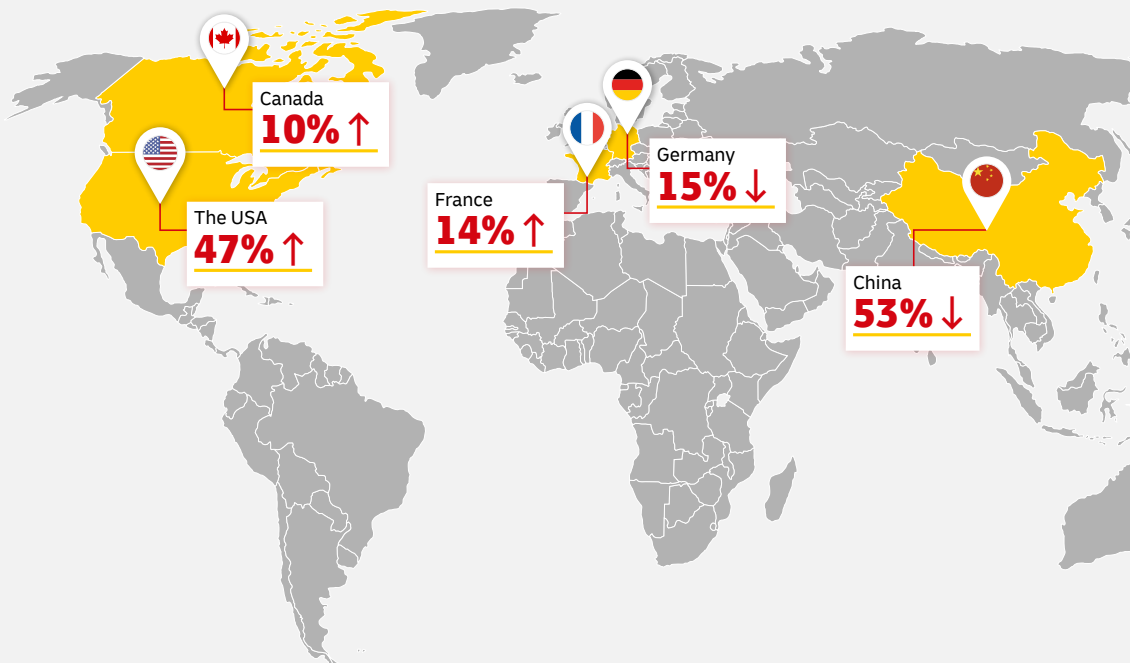 Canada
10% ↑
The USA
47% ↑
France
14% ↑
Germany
15% ↓
China
53% ↓